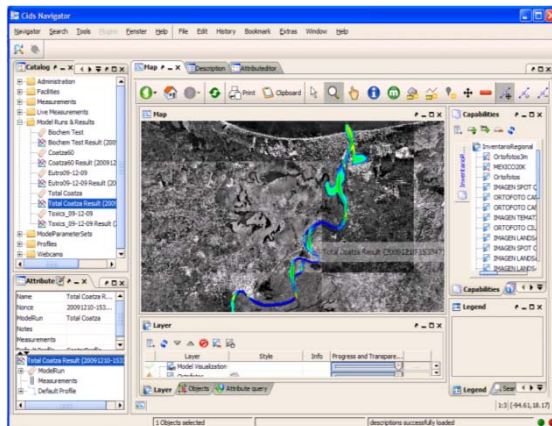 Cids Navigator
Navigator Search Tools Plugins Fenster Help File Edit History Bookmark Extras Window Help
Catalog
Administration
Facilities
Measurements
Live Measurements
Model Runs & Results
Biochem Test
Biochem Test Result (2009
Coatza60
Coatza60 Result (200912
Eutro09-12-09
Eutro09-12-09 Result (20
Total Coatza
Total Coatza Result (2009
Toxics_09-12-09
Toxics_09-12-09 Result (
ModelParameterSets
Profiles
Webcams
Attribute
Name Total Coatza R...
Nonce 20091210-153...
ModelRun Total Coatza
Notes
Measurements
Total Coatza Result (20091210-153
ModelRun
Measurements
Default Profile
Map Description Attributeditor
Print Clipboard
Map
Total Coatza Result (20091210-153547
Layer
Layer Style Info Progress and Transpare...
Model Visualization
Ortofotos
Layer Objects Attribute query
Capabilities
InventarioR
InventarioRegional
Ortofotos3m
MEXICO20K
Ortofotos
IMAGEN SPOT C
ORTOFOTO CA
ORTOFOTO CA
IMAGEN TEMATI
ORTOFOTO CIL
IMAGEN LANDS
IMAGEN SPOT C
IMAGEN LANDS
IMAGEN LANDS
Capabilities
Legend
Legend Sear
1:3 (-94.61,18.17)
1 Objects selected descriptions successfully loaded